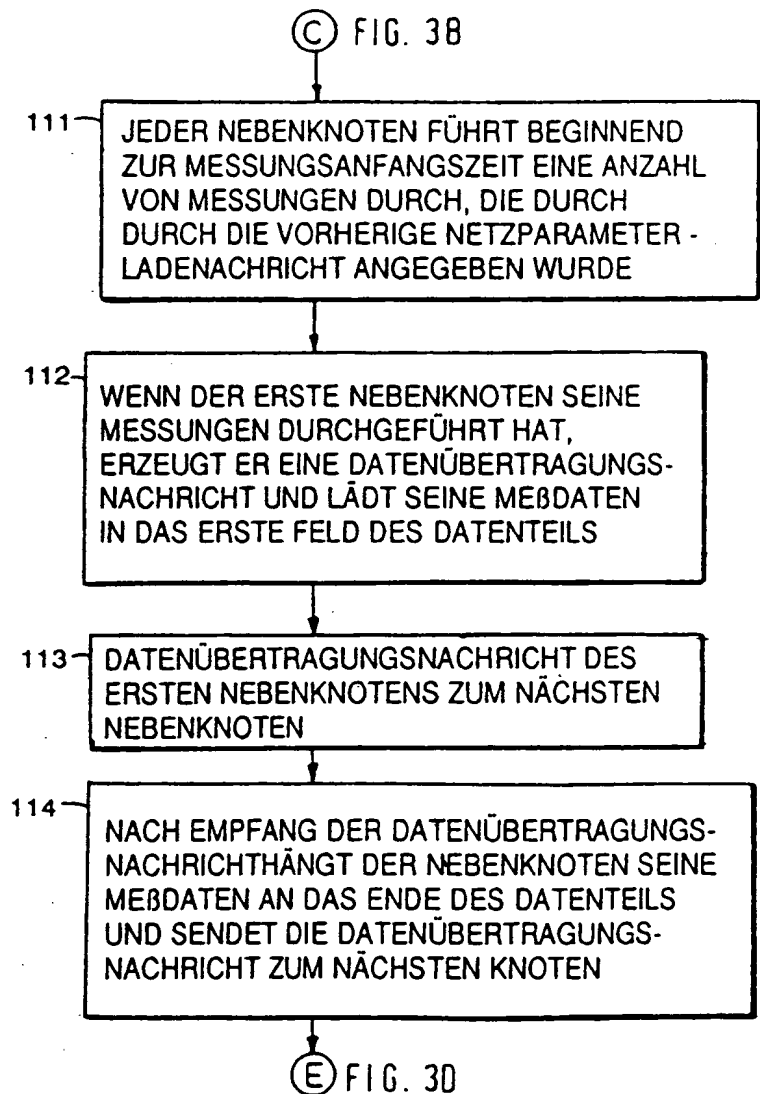 C FIG. 3B
111
JEDER NEBENKNOTEN FÜHRT BEGINNEND
ZUR MESSUNGSANFANGSZEIT EINE ANZAHL
VON MESSUNGEN DURCH, DIE DURCH
DURCH DIE VORHERIGE NETZPARAMETER -
LADENACHRICHT ANGEGEBEN WURDE
112
WENN DER ERSTE NEBENKNOTEN SEINE
MESSUNGEN DURCHGEFÜHRT HAT,
ERZEUGT ER EINE DATENÜBERTRAGUNGS-
NACHRICHT UND LÄDT SEINE MEßDATEN
IN DAS ERSTE FELD DES DATENTEILS
113
DATENÜBERTRAGUNGSNACHRICHT DES
ERSTEN NEBENKNOTENS ZUM NÄCHSTEN
NEBENKNOTEN
114
NACH EMPFANG DER DATENÜBERTRAGUNGS-
NACHRICHTHÄNGT DER NEBENKNOTEN SEINE
MEßDATEN AN DAS ENDE DES DATENTEILS
UND SENDET DIE DATENÜBERTRAGUNGS-
NACHRICHT ZUM NÄCHSTEN KNOTEN
E FIG. 3D